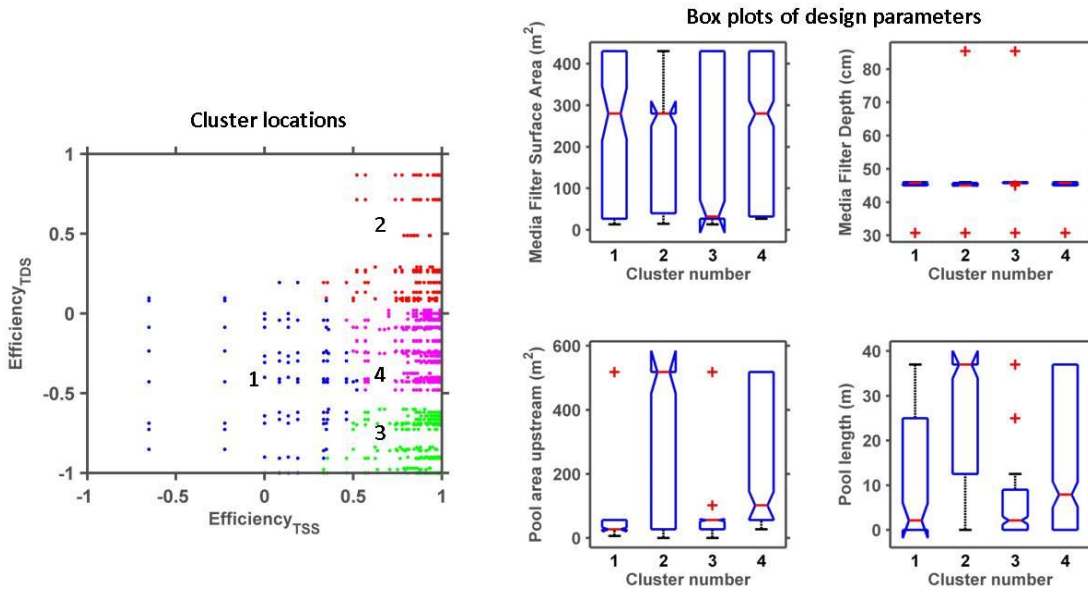 Box plots of design parameters
Cluster locations
1
0.5
0
-0.5
-1
-1
-0.5
0
0.5
1
Efficiency_TDS
Efficiency_TSS
2
1
4
3
Media Filter Surface Area (m²)
400
300
200
100
0
1 2 3 4
Cluster number
Media Filter Depth (cm)
80
70
60
50
40
30
1 2 3 4
Cluster number
Pool area upstream (m²)
600
400
200
0
1 2 3 4
Cluster number
Pool length (m)
40
30
20
10
0
1 2 3 4
Cluster number